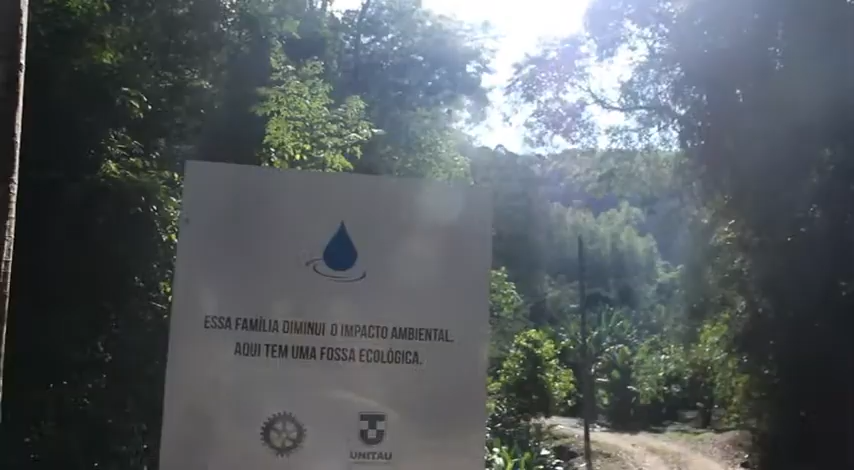 ESSA FAMÍLIA DIMINUI O IMPACTO AMBIENTAL.
AQUI TEM UMA FOSSA ECOLÓGICA.
UNITAU